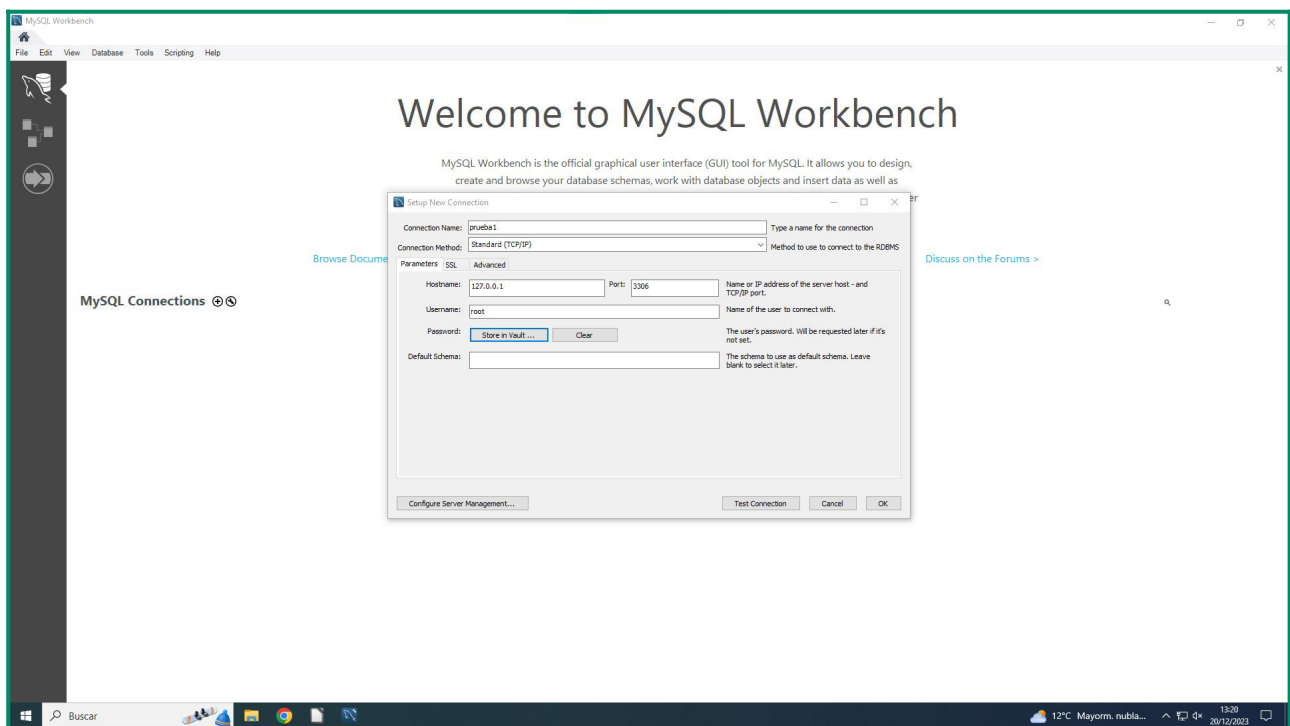 MySQL Workbench
File Edit View Database Tools Scripting Help
Welcome to MySQL Workbench
MySQL Workbench is the official graphical user interface (GUI) tool for MySQL. It allows you to design,
create and browse your database schemas, work with database objects and insert data as well as
Setup New Connection
Connection Name: prueba1 Type a name for the connection
Connection Method: Standard (TCP/IP) Method to use to connect to the RDBMS
Browse Docume Discuss on the Forums >
Parameters SSL Advanced
Hostname: 127.0.0.1 Port: 3306 Name or IP address of the server host - and
TCP/IP port.
MySQL Connections
Username: root Name of the user to connect with.
Password: Store in Vault ... Clear The user's password. Will be requested later if it's
not set.
Default Schema: The schema to use as default schema. Leave
blank to select it later.
Configure Server Management... Test Connection Cancel OK
Buscar 12°C Mayorm. nubla... 13:20
20/12/2023